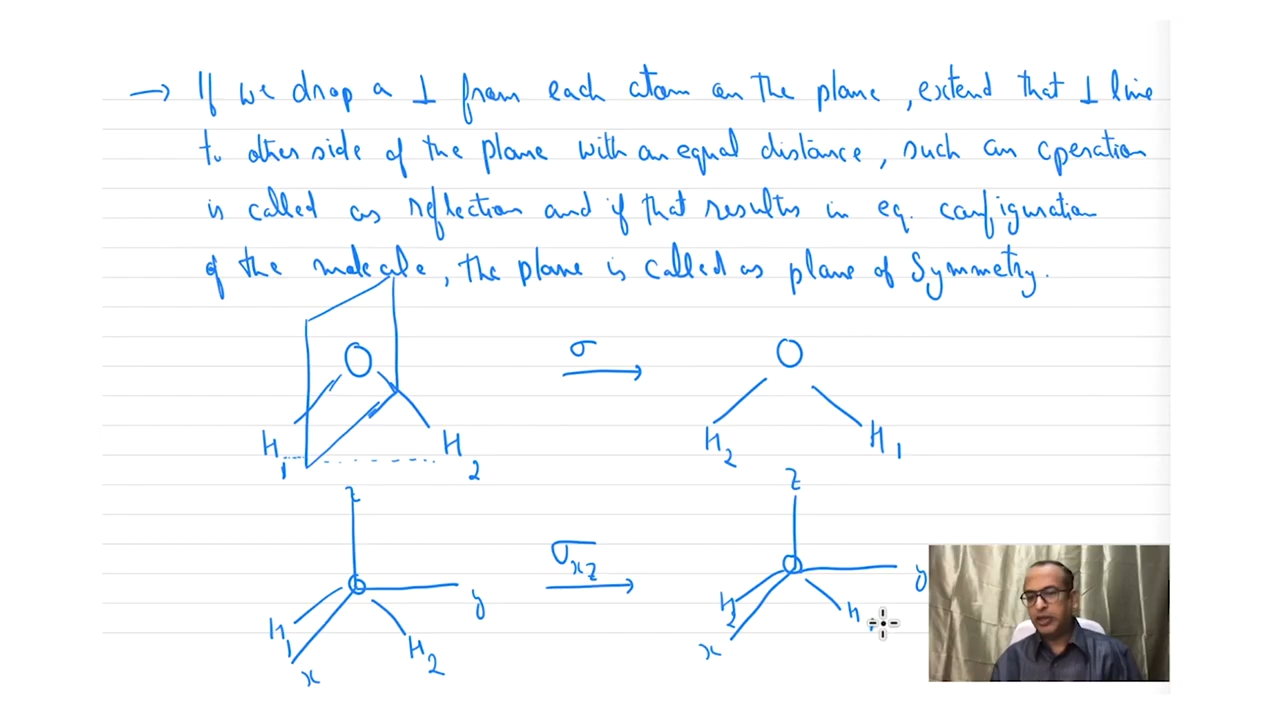 → If we drop a ⊥ from each atom on the plane, extend that ⊥ line
to other side of the plane with an equal distance, such an operation
is called as reflection and if that results in eq. configuration
of the molecule, the plane is called as plane of Symmetry.
O σ O
H1 H2 H2 H1
z z
σxz
y y
H1 H2 H2 H
x x